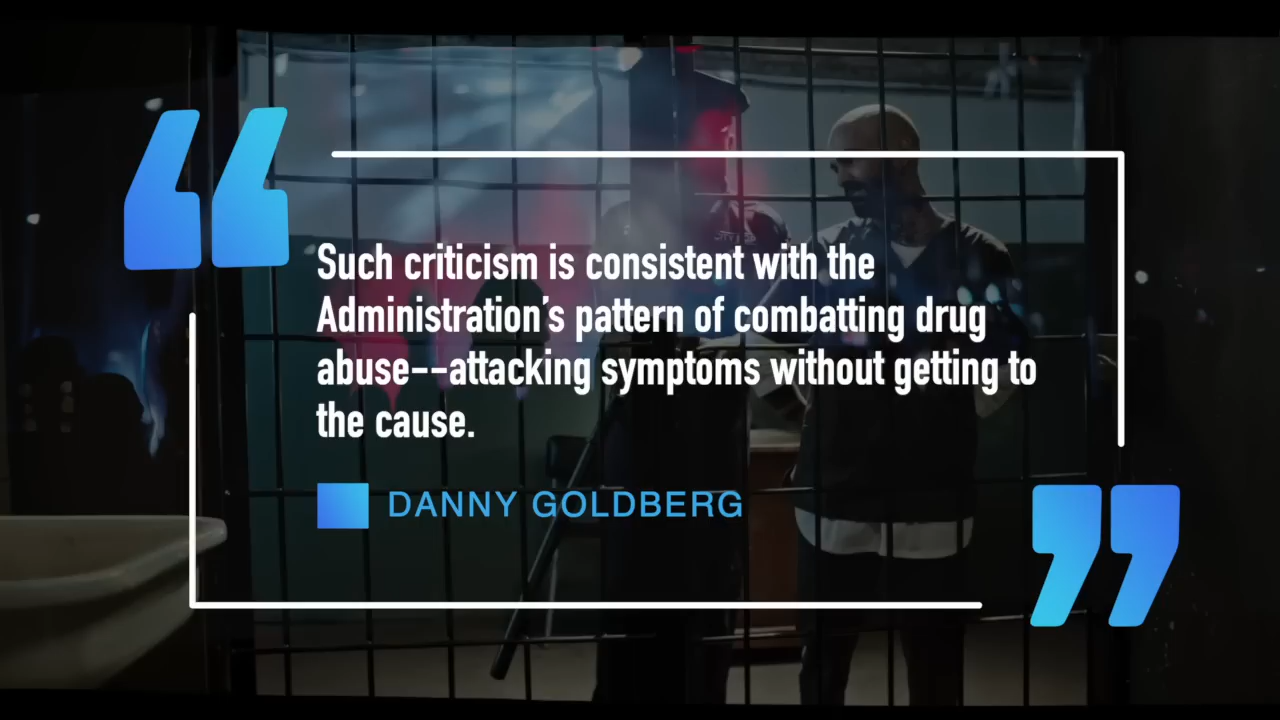 Such criticism is consistent with the
Administration's pattern of combatting drug
abuse--attacking symptoms without getting to
the cause.
DANNY GOLDBERG